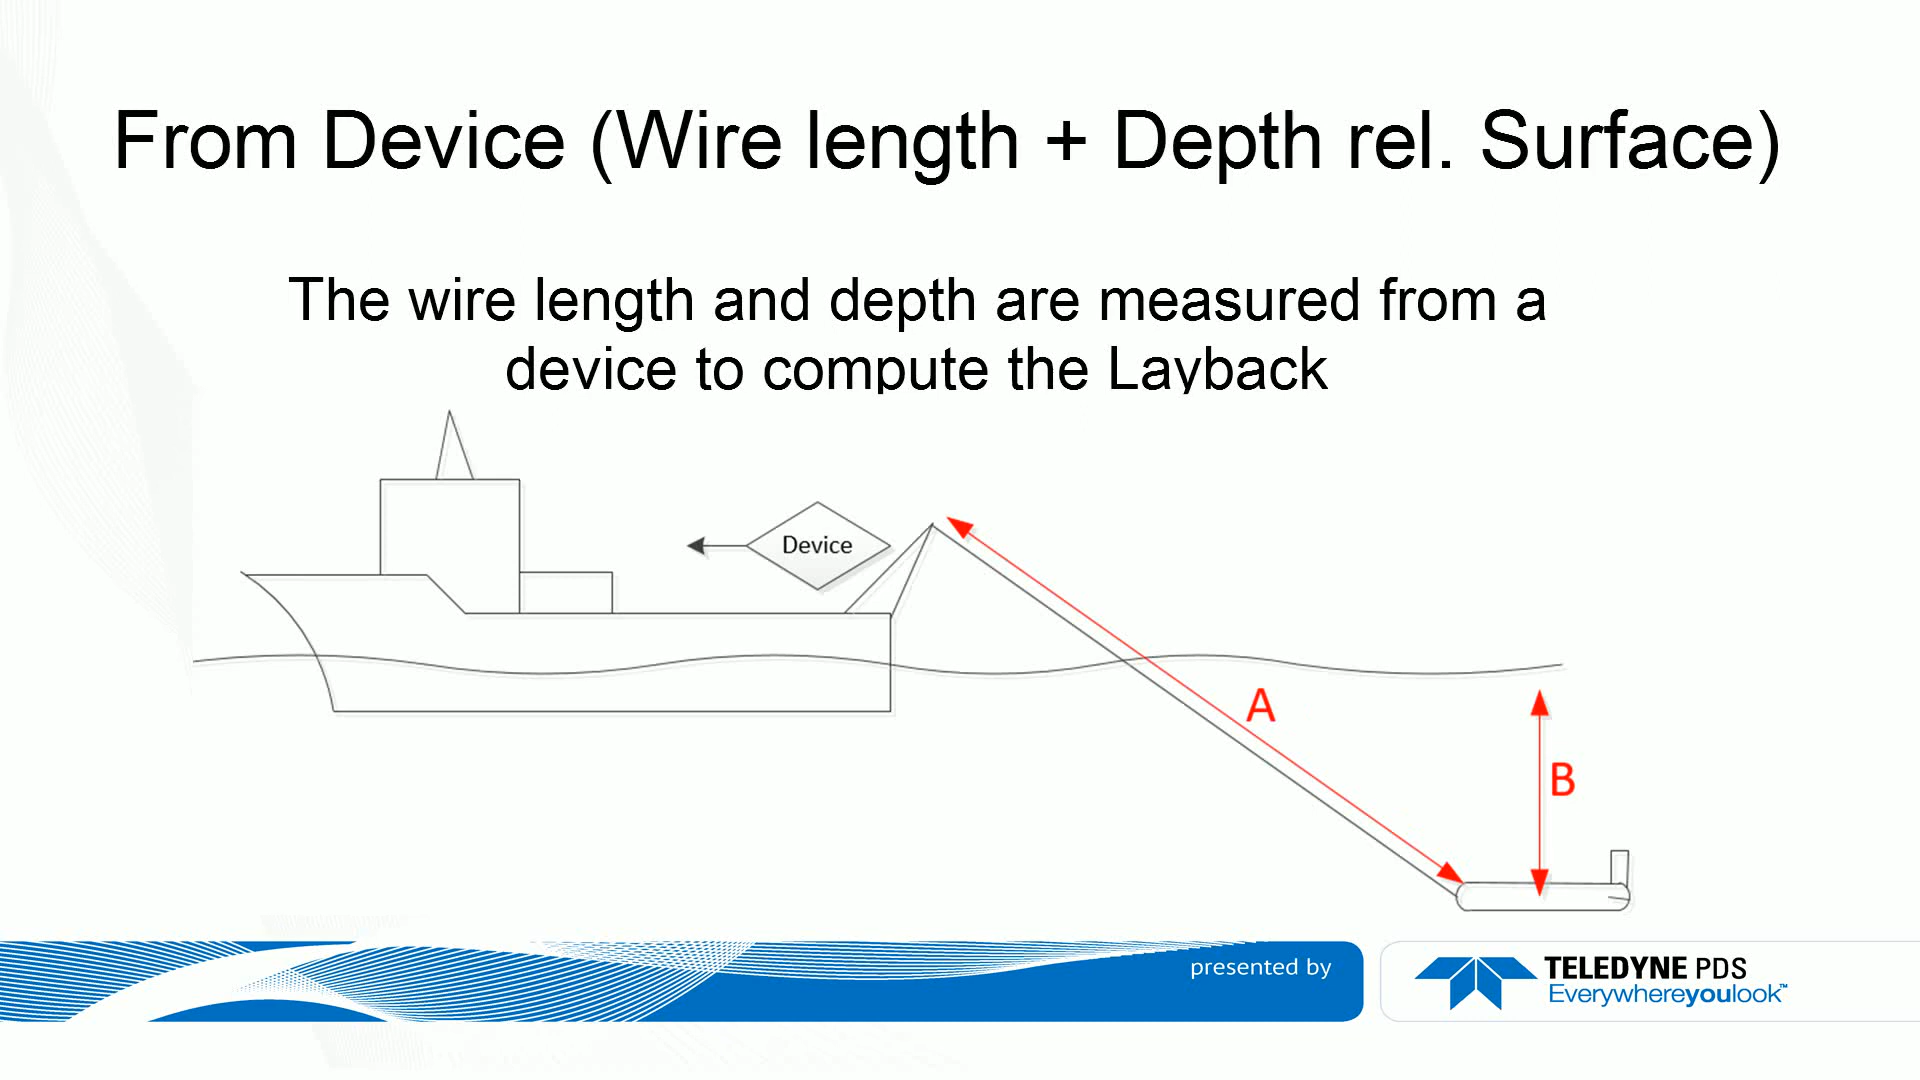 From Device (Wire length + Depth rel. Surface)
The wire length and depth are measured from a
device to compute the Layback
Device
A
B
presented by
TELEDYNE PDS
Everywhereyoulook™